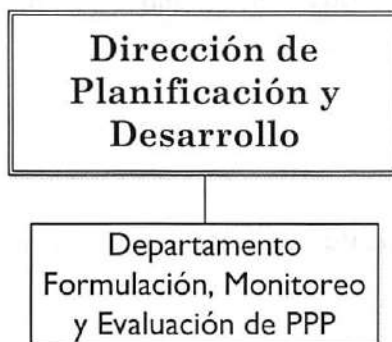 Dirección de
Planificación y
Desarrollo
Departamento
Formulación, Monitoreo
y Evaluación de PPP